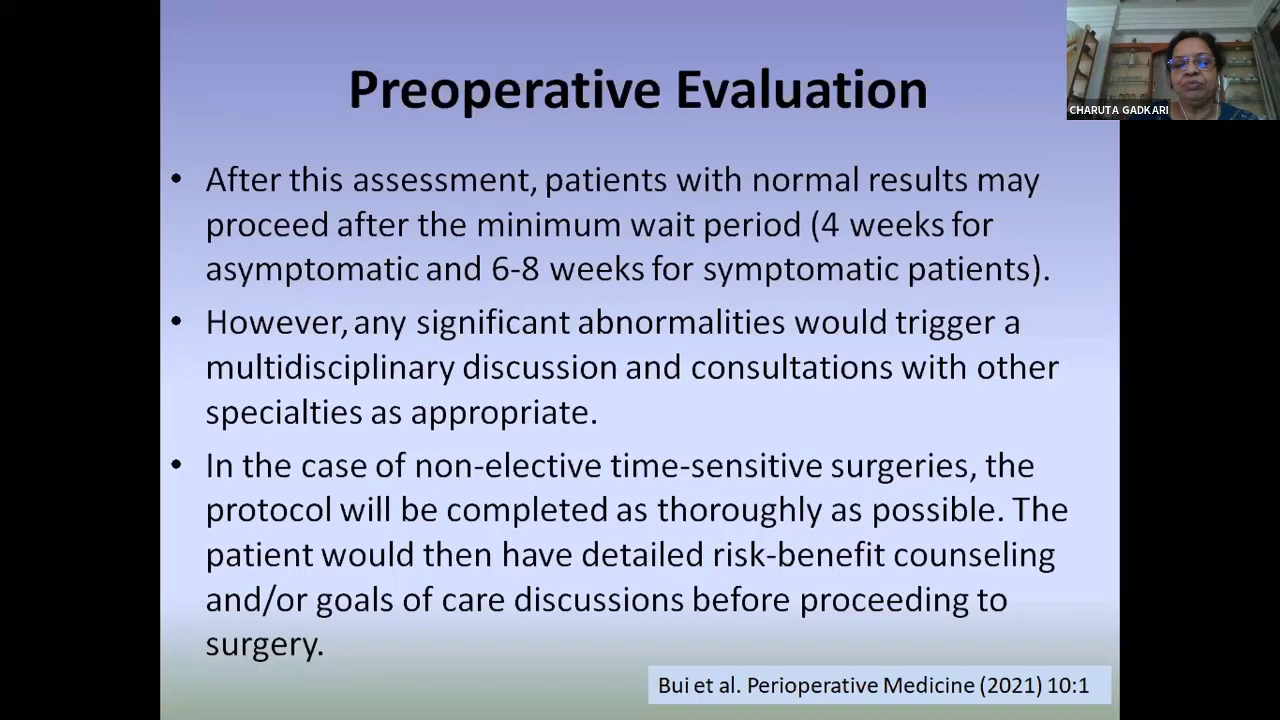 Preoperative Evaluation
CHARUTA GADKARI
• After this assessment, patients with normal results may
proceed after the minimum wait period (4 weeks for
asymptomatic and 6-8 weeks for symptomatic patients).
• However, any significant abnormalities would trigger a
multidisciplinary discussion and consultations with other
specialties as appropriate.
• In the case of non-elective time-sensitive surgeries, the
protocol will be completed as thoroughly as possible. The
patient would then have detailed risk-benefit counseling
and/or goals of care discussions before proceeding to
surgery.
Bui et al. Perioperative Medicine (2021) 10:1